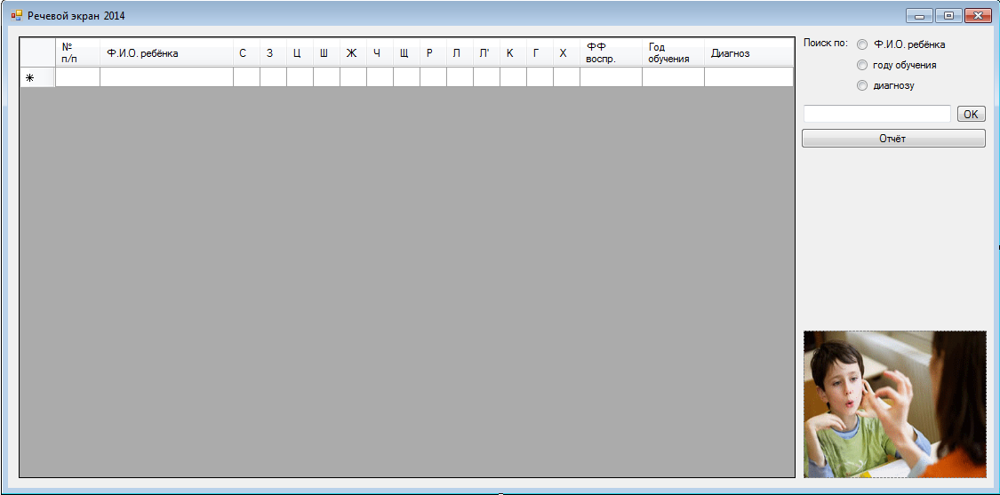 Речевой экран 2014
№
п/п
Ф.И.О. ребёнка
С
З
Ц
Ш
Ж
Ч
Щ
Р
Л
Л'
К
Г
Х
ФФ
воспр.
Год
обучения
Диагноз
Поиск по:
Ф.И.О. ребёнка
году обучения
диагнозу
OK
Отчёт